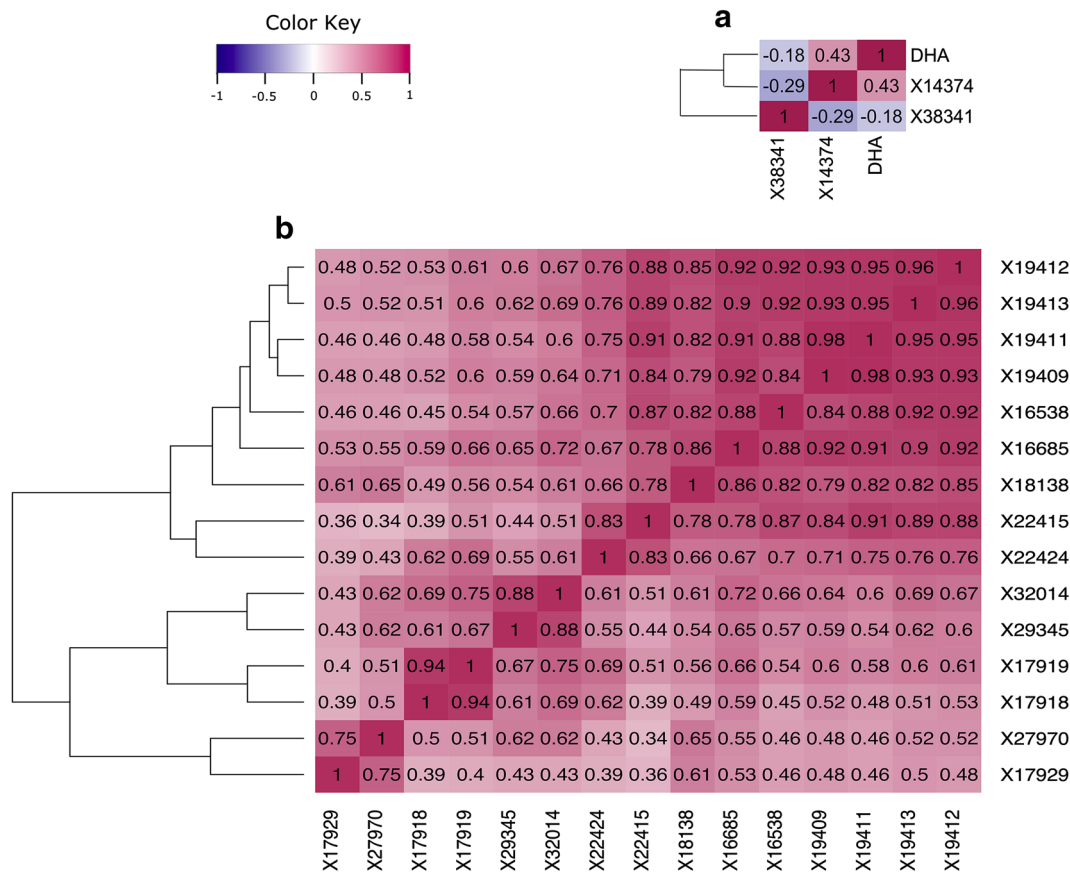 Color Key
-1 -0.5 0 0.5 1
a
-0.18 0.43 1 DHA
-0.29 1 0.43 X14374
1 -0.29 -0.18 X38341
X38341 X14374 DHA
b
0.48 0.52 0.53 0.61 0.6 0.67 0.76 0.88 0.85 0.92 0.92 0.93 0.95 0.96 1 X19412
0.5 0.52 0.51 0.6 0.62 0.69 0.76 0.89 0.82 0.9 0.92 0.93 0.95 1 0.96 X19413
0.46 0.46 0.48 0.58 0.54 0.6 0.75 0.91 0.82 0.91 0.88 0.98 1 0.95 0.95 X19411
0.48 0.48 0.52 0.6 0.59 0.64 0.71 0.84 0.79 0.92 0.84 1 0.98 0.93 0.93 X19409
0.46 0.46 0.45 0.54 0.57 0.66 0.7 0.87 0.82 0.88 1 0.84 0.88 0.92 0.92 X16538
0.53 0.55 0.59 0.66 0.65 0.72 0.67 0.78 0.86 1 0.88 0.92 0.91 0.9 0.92 X16685
0.61 0.65 0.49 0.56 0.54 0.61 0.66 0.78 1 0.86 0.82 0.79 0.82 0.82 0.85 X18138
0.36 0.34 0.39 0.51 0.44 0.51 0.83 1 0.78 0.78 0.87 0.84 0.91 0.89 0.88 X22415
0.39 0.43 0.62 0.69 0.55 0.61 1 0.83 0.66 0.67 0.7 0.71 0.75 0.76 0.76 X22424
0.43 0.62 0.69 0.75 0.88 1 0.61 0.51 0.61 0.72 0.66 0.64 0.6 0.69 0.67 X32014
0.43 0.62 0.61 0.67 1 0.88 0.55 0.44 0.54 0.65 0.57 0.59 0.54 0.62 0.6 X29345
0.4 0.51 0.94 1 0.67 0.75 0.69 0.51 0.56 0.66 0.54 0.6 0.58 0.6 0.61 X17919
0.39 0.5 1 0.94 0.61 0.69 0.62 0.39 0.49 0.59 0.45 0.52 0.48 0.51 0.53 X17918
0.75 1 0.5 0.51 0.62 0.62 0.43 0.34 0.65 0.55 0.46 0.48 0.46 0.52 0.52 X27970
1 0.75 0.39 0.4 0.43 0.43 0.39 0.36 0.61 0.53 0.46 0.48 0.46 0.5 0.48 X17929
X17929 X27970 X17918 X17919 X29345 X32014 X22424 X22415 X18138 X16685 X16538 X19409 X19411 X19413 X19412